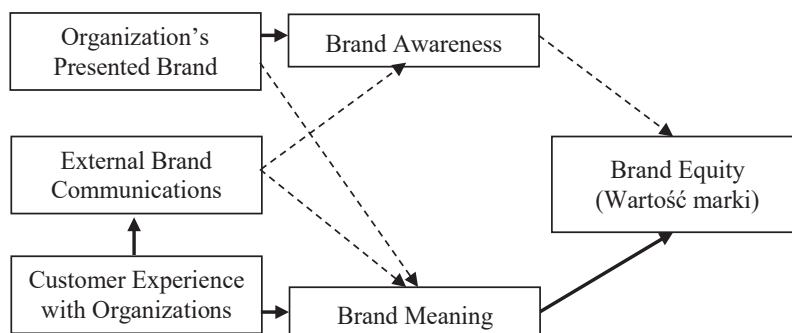 Organization’s
Presented Brand
Brand Awareness
External Brand
Communications
Brand Equity
(Wartość marki)
Customer Experience
with Organizations
Brand Meaning